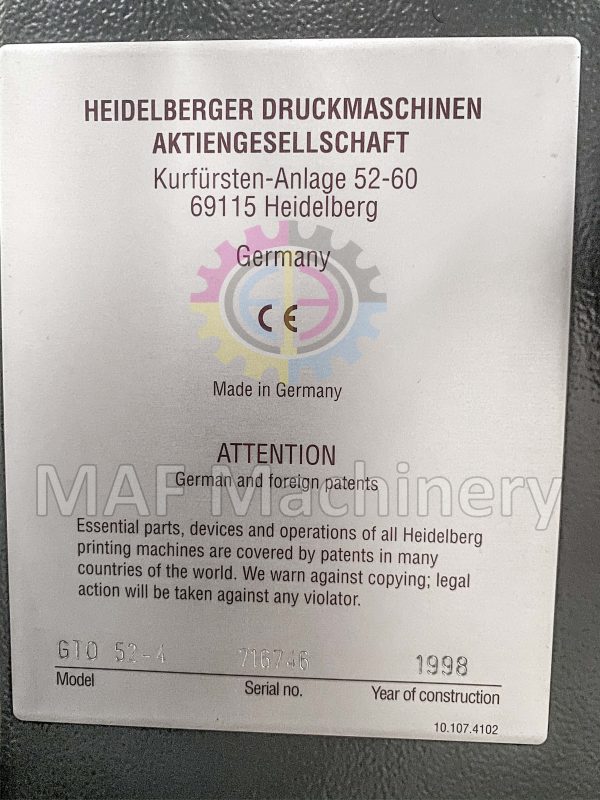 HEIDELBERGER DRUCKMASCHINEN
AKTIENGESELLSCHAFT
Kurfürsten-Anlage 52-60
69115 Heidelberg
Germany
CE
Made in Germany
ATTENTION
German and foreign patents
MAF Machinery
Essential parts, devices and operations of all Heidelberg
printing machines are covered by patents in many
countries of the world. We warn against copying; legal
action will be taken against any violator.
GTO 52-4 716746 1998
Model Serial no. Year of construction
10.107.4102